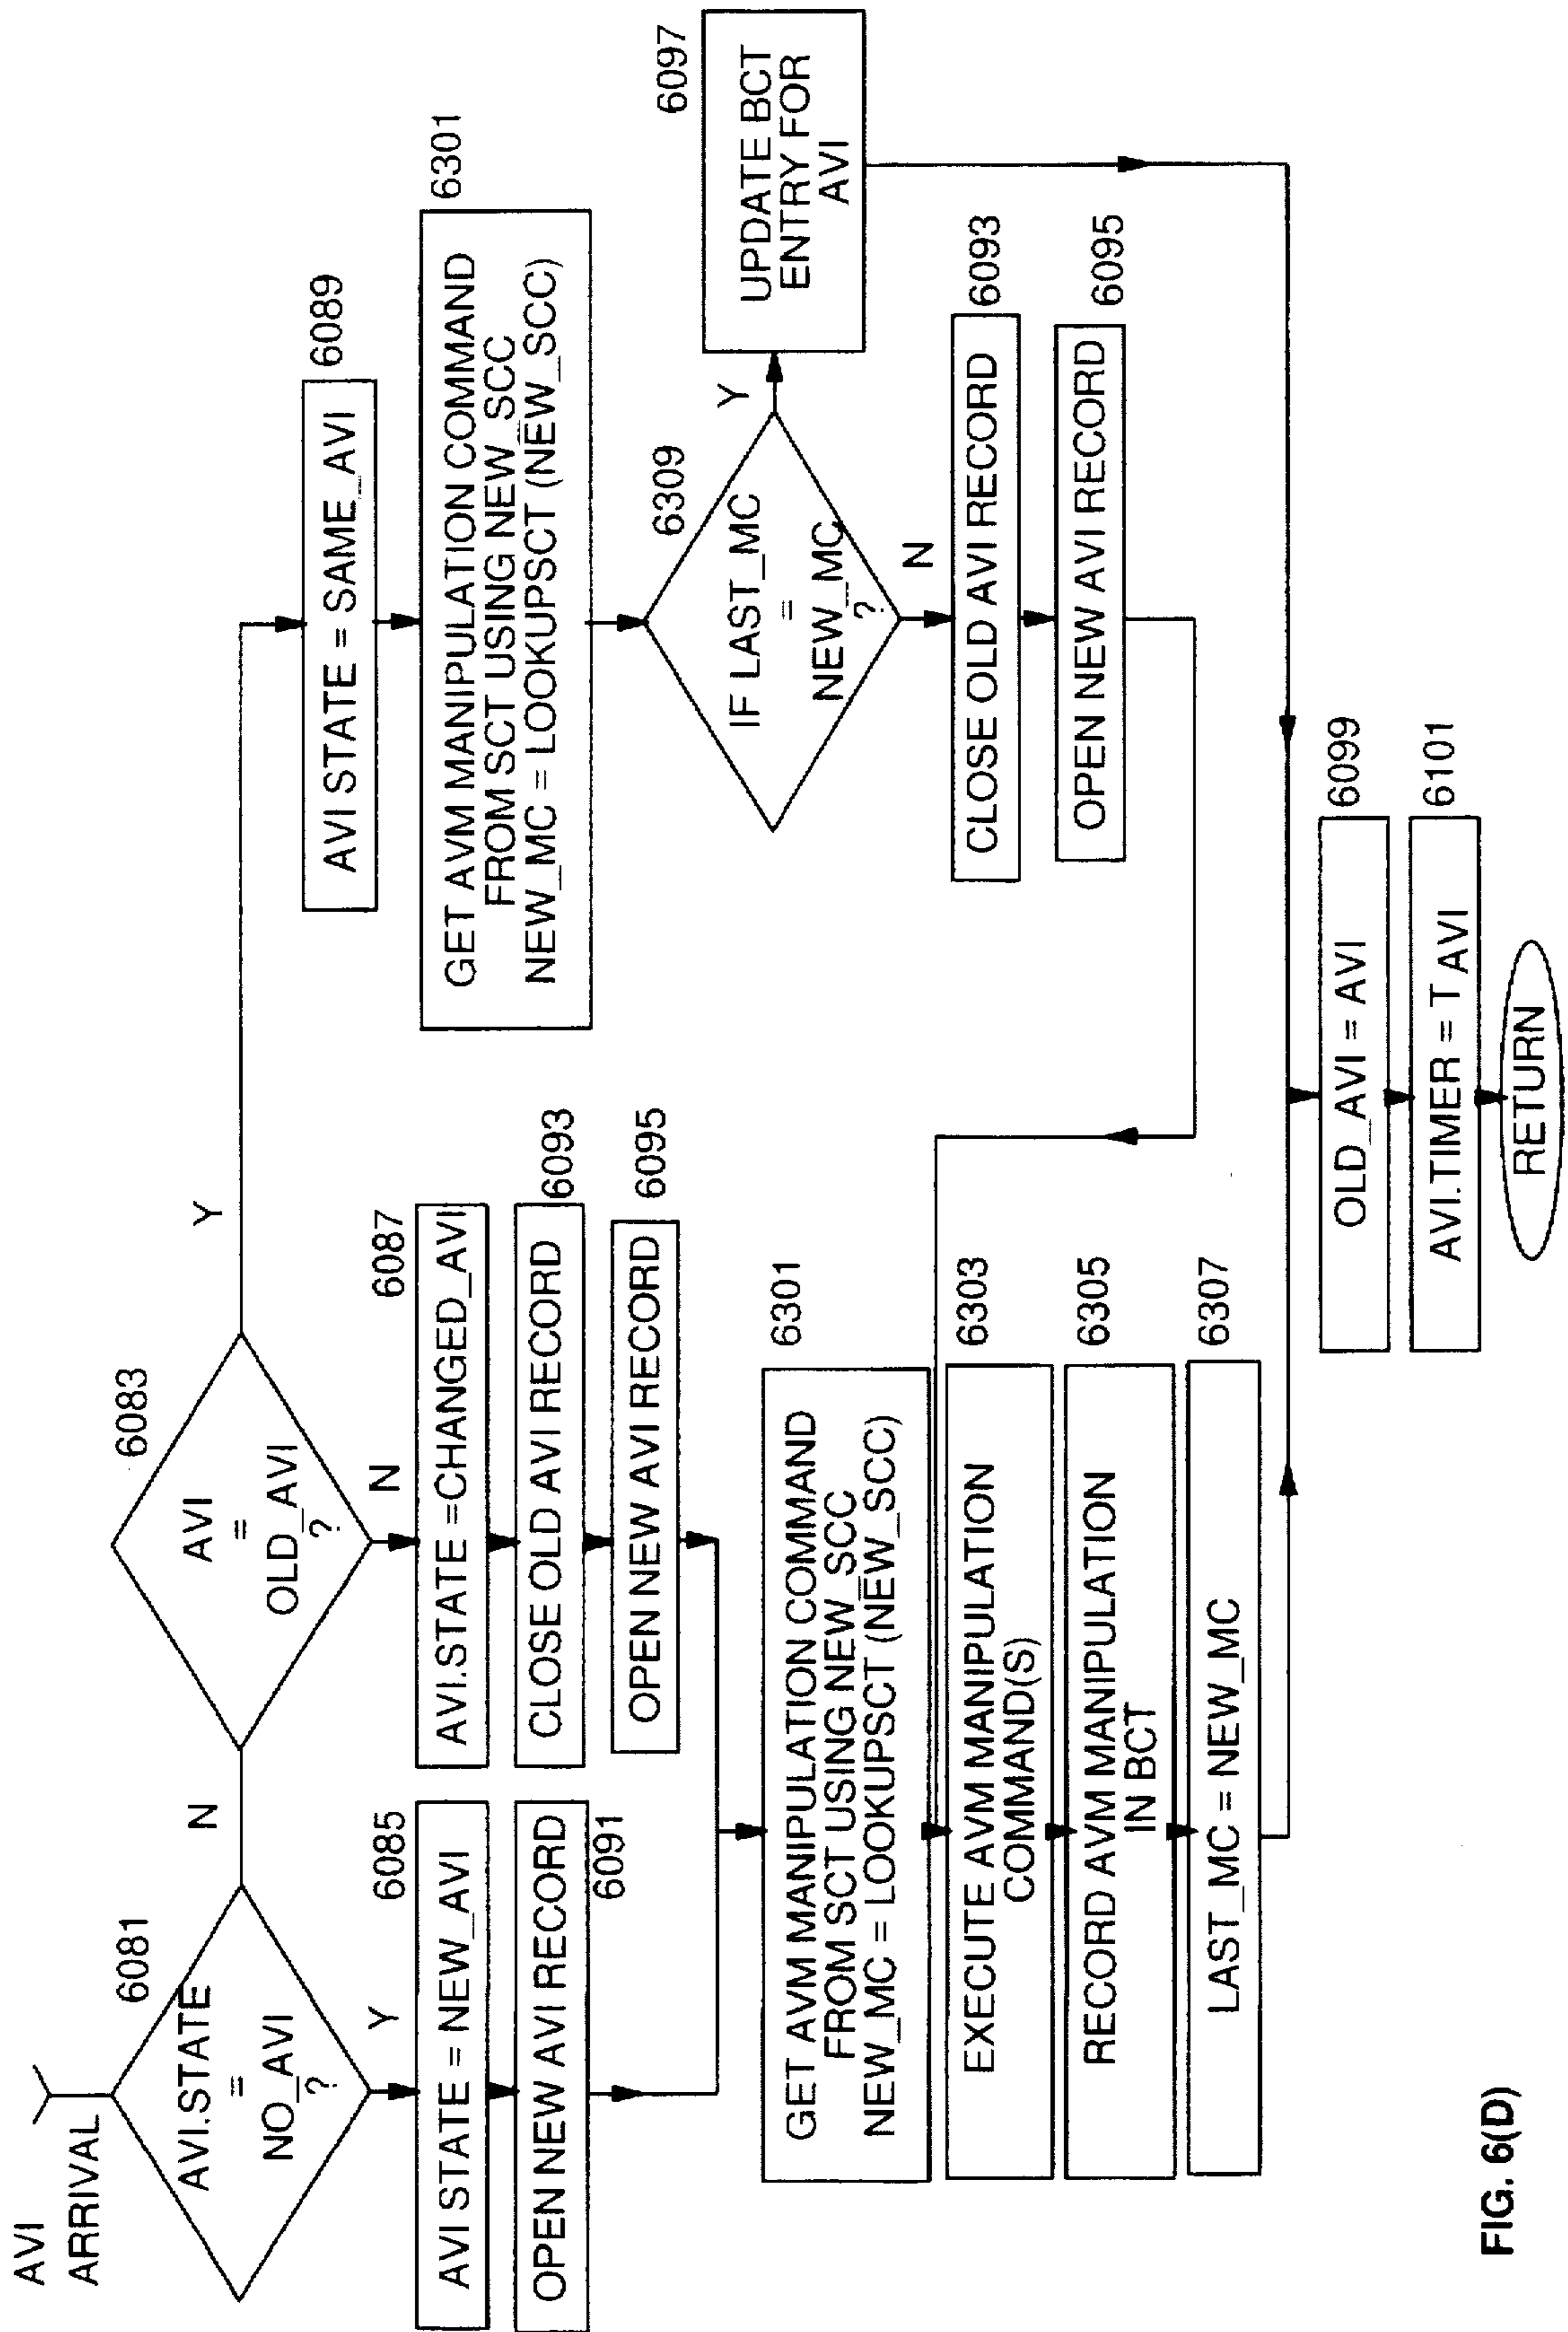 AVI
ARRIVAL
6081
AVI.STATE
=
NO_AVI
?
N
Y
6083
AVI
=
OLD_AVI
?
Y
N
6085
AVI STATE = NEW_AVI
OPEN NEW AVI RECORD
6091
6087
AVI.STATE =CHANGED_AVI
6093
CLOSE OLD AVI RECORD
6095
OPEN NEW AVI RECORD
6089
AVI STATE = SAME_AVI
6301
GET AVM MANIPULATION COMMAND
FROM SCT USING NEW_SCC
NEW_MC = LOOKUPSCT (NEW_SCC)
6309
IF LAST_MC
=
NEW_MC
?
Y
N
6097
UPDATE BCT
ENTRY FOR
AVI
6093
CLOSE OLD AVI RECORD
6095
OPEN NEW AVI RECORD
6301
GET AVM MANIPULATION COMMAND
FROM SCT USING NEW_SCC
NEW_MC = LOOKUPSCT (NEW_SCC)
6303
EXECUTE AVM MANIPULATION
COMMAND(S)
6305
RECORD AVM MANIPULATION
IN BCT
6307
LAST_MC = NEW_MC
6099
OLD_AVI = AVI
6101
AVI.TIMER = T AVI
RETURN
FIG. 6(D)